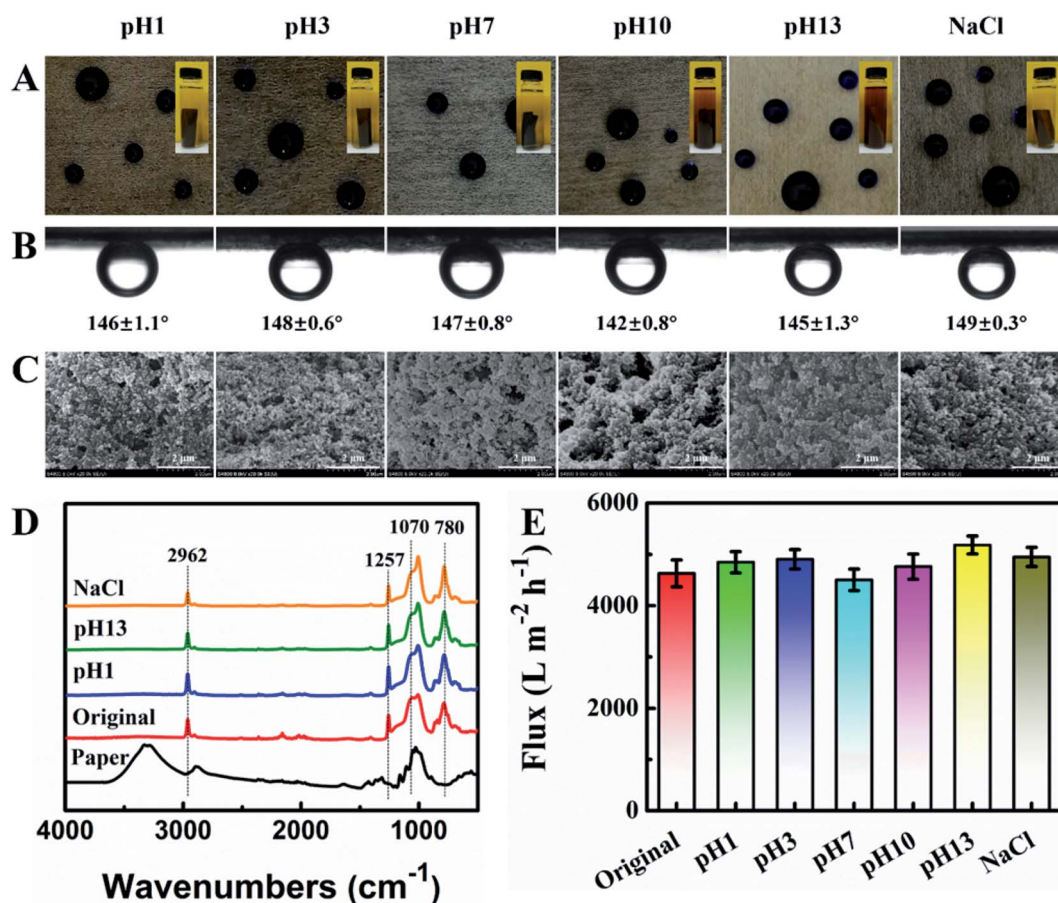 pH1 pH3 pH7 pH10 pH13 NaCl
A
B
146±1.1° 148±0.6° 147±0.8° 142±0.8° 145±1.3° 149±0.3°
C
2 μm 2 μm 2 μm 2 μm 2 μm 2 μm
D
2962
1257
1070
780
NaCl
pH13
pH1
Original
Paper
4000 3000 2000 1000
Wavenumbers (cm-1)
E
Flux (L m-2 h-1)
6000
4000
2000
0
Original pH1 pH3 pH7 pH10 pH13 NaCl